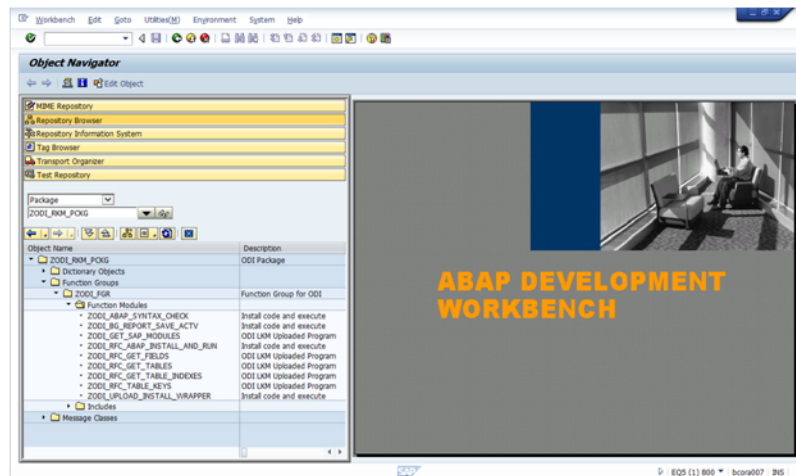 Workbench Edit Goto Utilities(M) Environment System Help
Object Navigator
Edit Object
MIME Repository
Repository Browser
Repository Information System
Tag Browser
Transport Organizer
Test Repository
Package
ZODI_RKM_PCKG
Object Name Description
ZODI_RKM_PCKG ODI Package
Dictionary Objects
Function Groups
ZODI_FGR Function Group for ODI
Function Modules
ZODI_ABAP_SYNTAX_CHECK Install code and execute
ZODI_BG_REPORT_SAVE_ACTV Install code and execute
ZODI_GET_SAP_MODULES ODI LKM Uploaded Program
ZODI_RFC_ABAP_INSTALL_AND_RUN Install code and execute
ZODI_RFC_GET_FIELDS ODI LKM Uploaded Program
ZODI_RFC_GET_TABLES ODI LKM Uploaded Program
ZODI_RFC_GET_TABLE_INDEXES ODI LKM Uploaded Program
ZODI_RFC_TABLE_KEYS ODI LKM Uploaded Program
ZODI_UPLOAD_INSTALL_WRAPPER Install code and execute
Includes
Message Classes
ABAP DEVELOPMENT
WORKBENCH
SAP EQ5 (1) 800 bcora007 INS